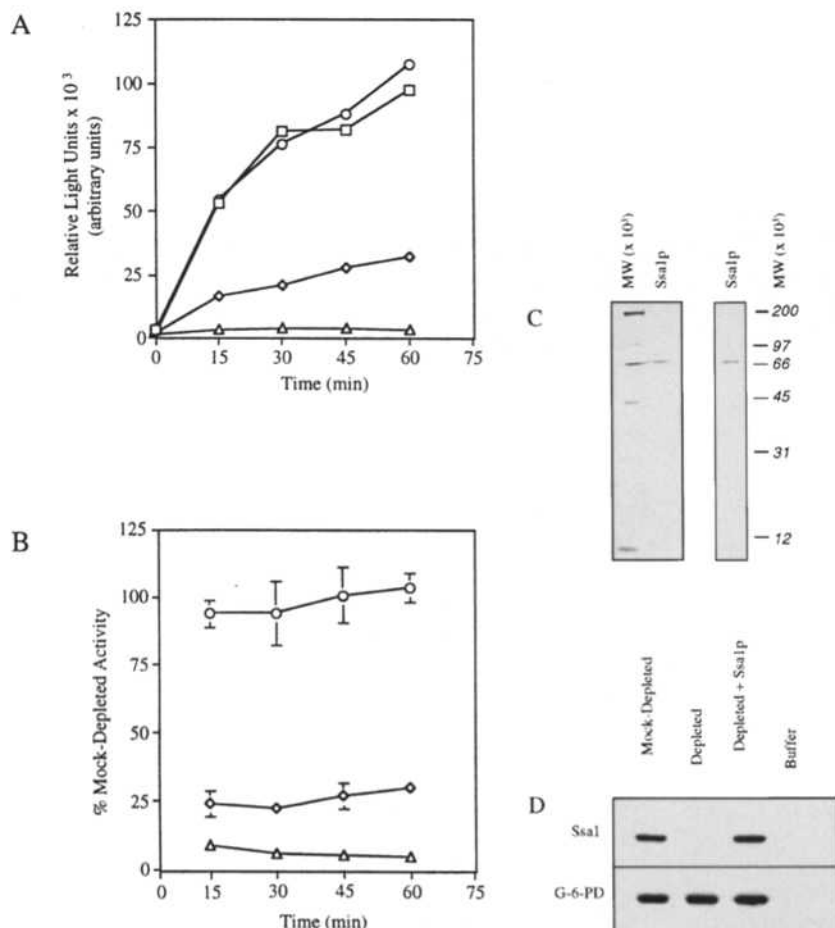 A
Relative Light Units x 10³
(arbitrary units)
125
100
75
50
25
0
0 15 30 45 60 75
Time (min)
B
% Mock-Depleted Activity
125
100
75
50
25
0
0 15 30 45 60 75
Time (min)
C
MW (x 10³)
Ssa1p
Ssa1p
MW (x 10³)
200
97
66
45
31
12
D
Mock-Depleted
Depleted
Depleted + Ssa1p
Buffer
Ssa1
G-6-PD